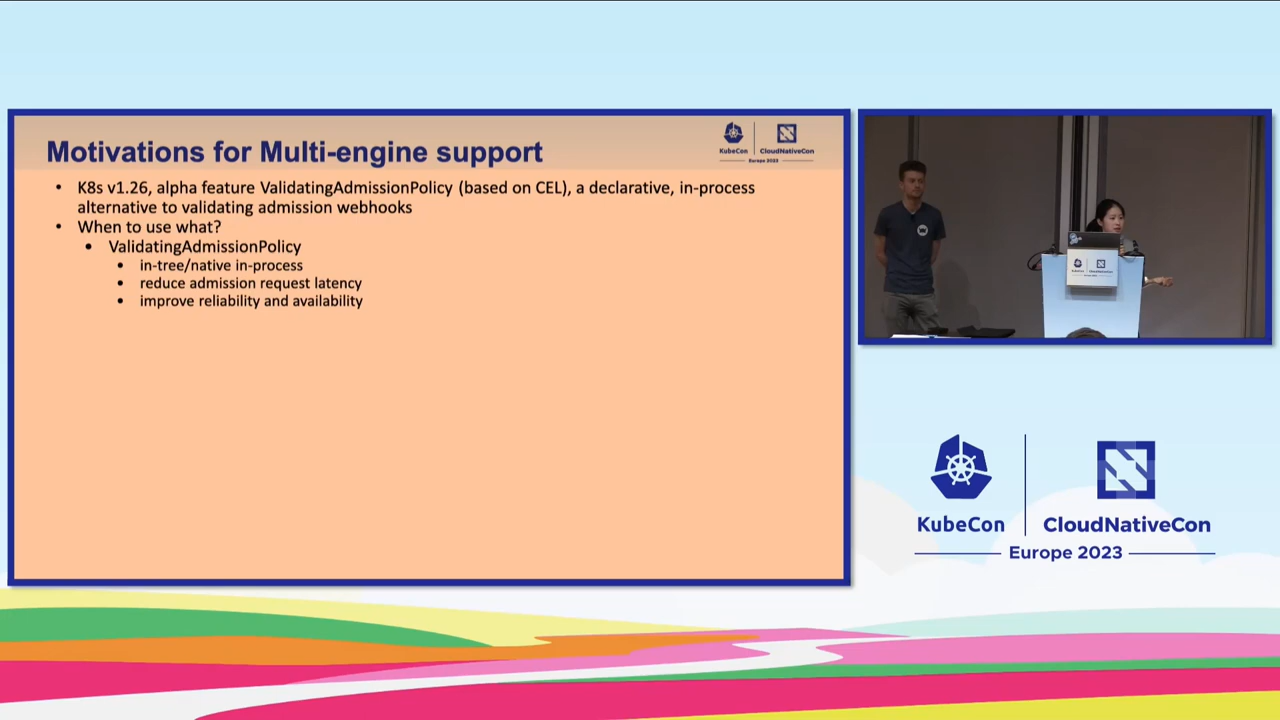 Motivations for Multi-engine support
KubeCon
CloudNativeCon
Europe 2023
• K8s v1.26, alpha feature ValidatingAdmissionPolicy (based on CEL), a declarative, in-process
alternative to validating admission webhooks
• When to use what?
• ValidatingAdmissionPolicy
• in-tree/native in-process
• reduce admission request latency
• improve reliability and availability
KubeCon
CloudNativeCon
KubeCon
CloudNativeCon
Europe 2023